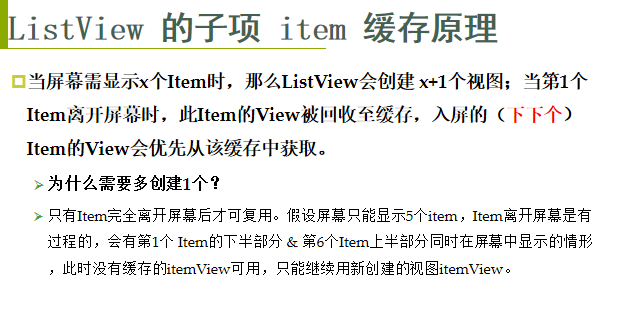 ListView 的子项 item 缓存原理
当屏幕需显示x个Item时，那么ListView会创建 x+1个视图；当第1个
Item离开屏幕时，此Item的View被回收至缓存，入屏的（下下个）
Item的View会优先从该缓存中获取。
为什么需要多创建1个？
只有Item完全离开屏幕后才可复用。假设屏幕只能显示5个item，Item离开屏幕是有
过程的，会有第1个 Item的下半部分 & 第6个Item上半部分同时在屏幕中显示的情形
，此时没有缓存的itemView可用，只能继续用新创建的视图itemView。